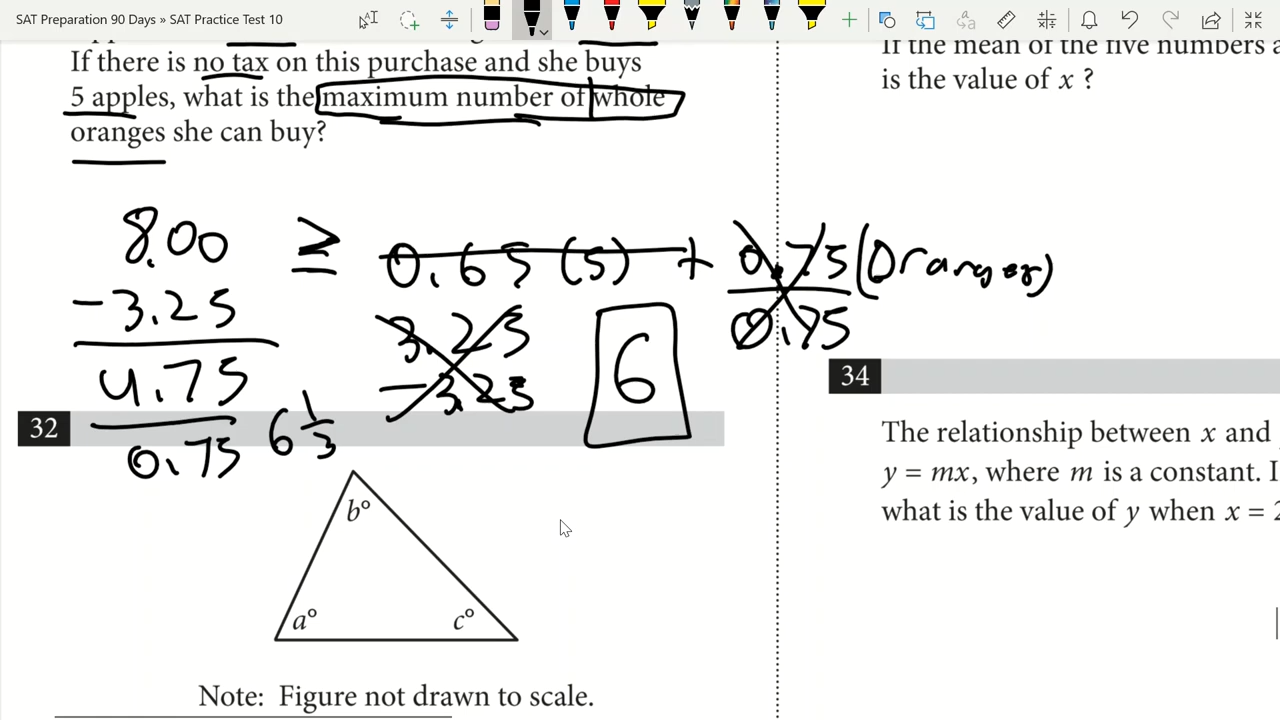 SAT Preparation 90 Days » SAT Practice Test 10
If there is no tax on this purchase and she buys
5 apples, what is the maximum number of whole
oranges she can buy?
8.00 ≥ 0.65 (5) + 0.75 (Oranges)
-3.25 3.25 0.75
4.75 -3.25 6
0.75 6 1/3
32
b°
a° c°
Note: Figure not drawn to scale.
If the mean of the five numbers
is the value of x ?
34
The relationship between x and
y = mx, where m is a constant.
what is the value of y when x = 2